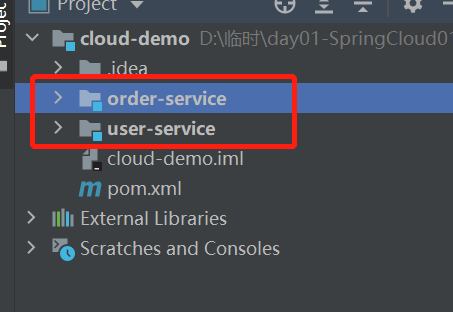 Project
Project
cloud-demo D:\临时\day01-SpringCloud01
.idea
order-service
user-service
cloud-demo.iml
pom.xml
External Libraries
Scratches and Consoles